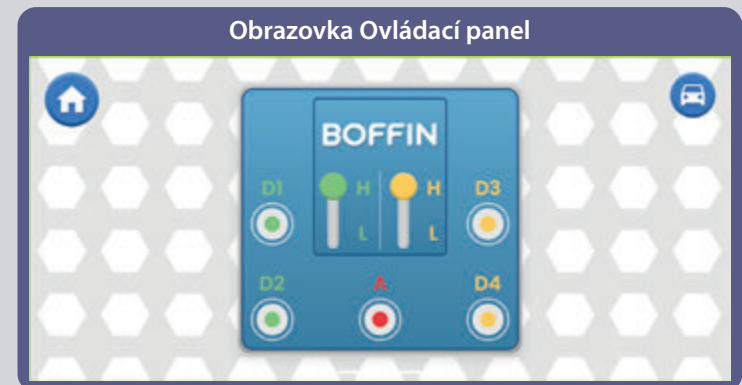 Obrazovka Ovládací panel
BOFFIN
D1 H H D3
L L
D2 A D4